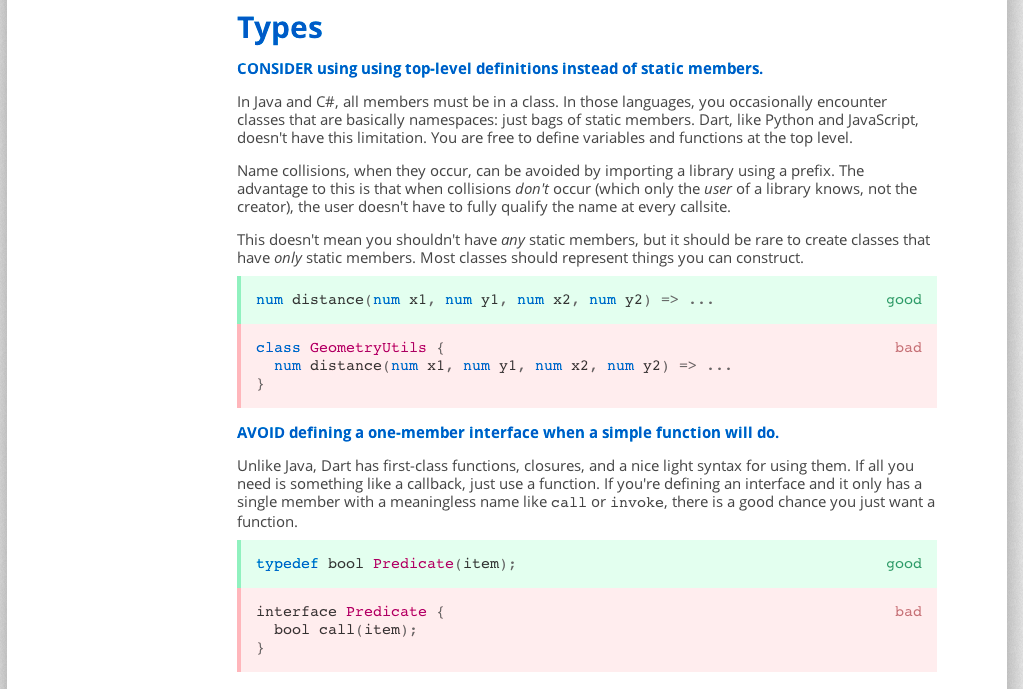 Types
CONSIDER using using top-level definitions instead of static members.
In Java and C#, all members must be in a class. In those languages, you occasionally encounter
classes that are basically namespaces: just bags of static members. Dart, like Python and JavaScript,
doesn't have this limitation. You are free to define variables and functions at the top level.
Name collisions, when they occur, can be avoided by importing a library using a prefix. The
advantage to this is that when collisions don't occur (which only the user of a library knows, not the
creator), the user doesn't have to fully qualify the name at every callsite.
This doesn't mean you shouldn't have any static members, but it should be rare to create classes that
have only static members. Most classes should represent things you can construct.
num distance(num x1, num y1, num x2, num y2) => ... good
class GeometryUtils { bad
  num distance(num x1, num y1, num x2, num y2) => ...
}
AVOID defining a one-member interface when a simple function will do.
Unlike Java, Dart has first-class functions, closures, and a nice light syntax for using them. If all you
need is something like a callback, just use a function. If you're defining an interface and it only has a
single member with a meaningless name like call or invoke, there is a good chance you just want a
function.
typedef bool Predicate(item); good
interface Predicate { bad
  bool call(item);
}